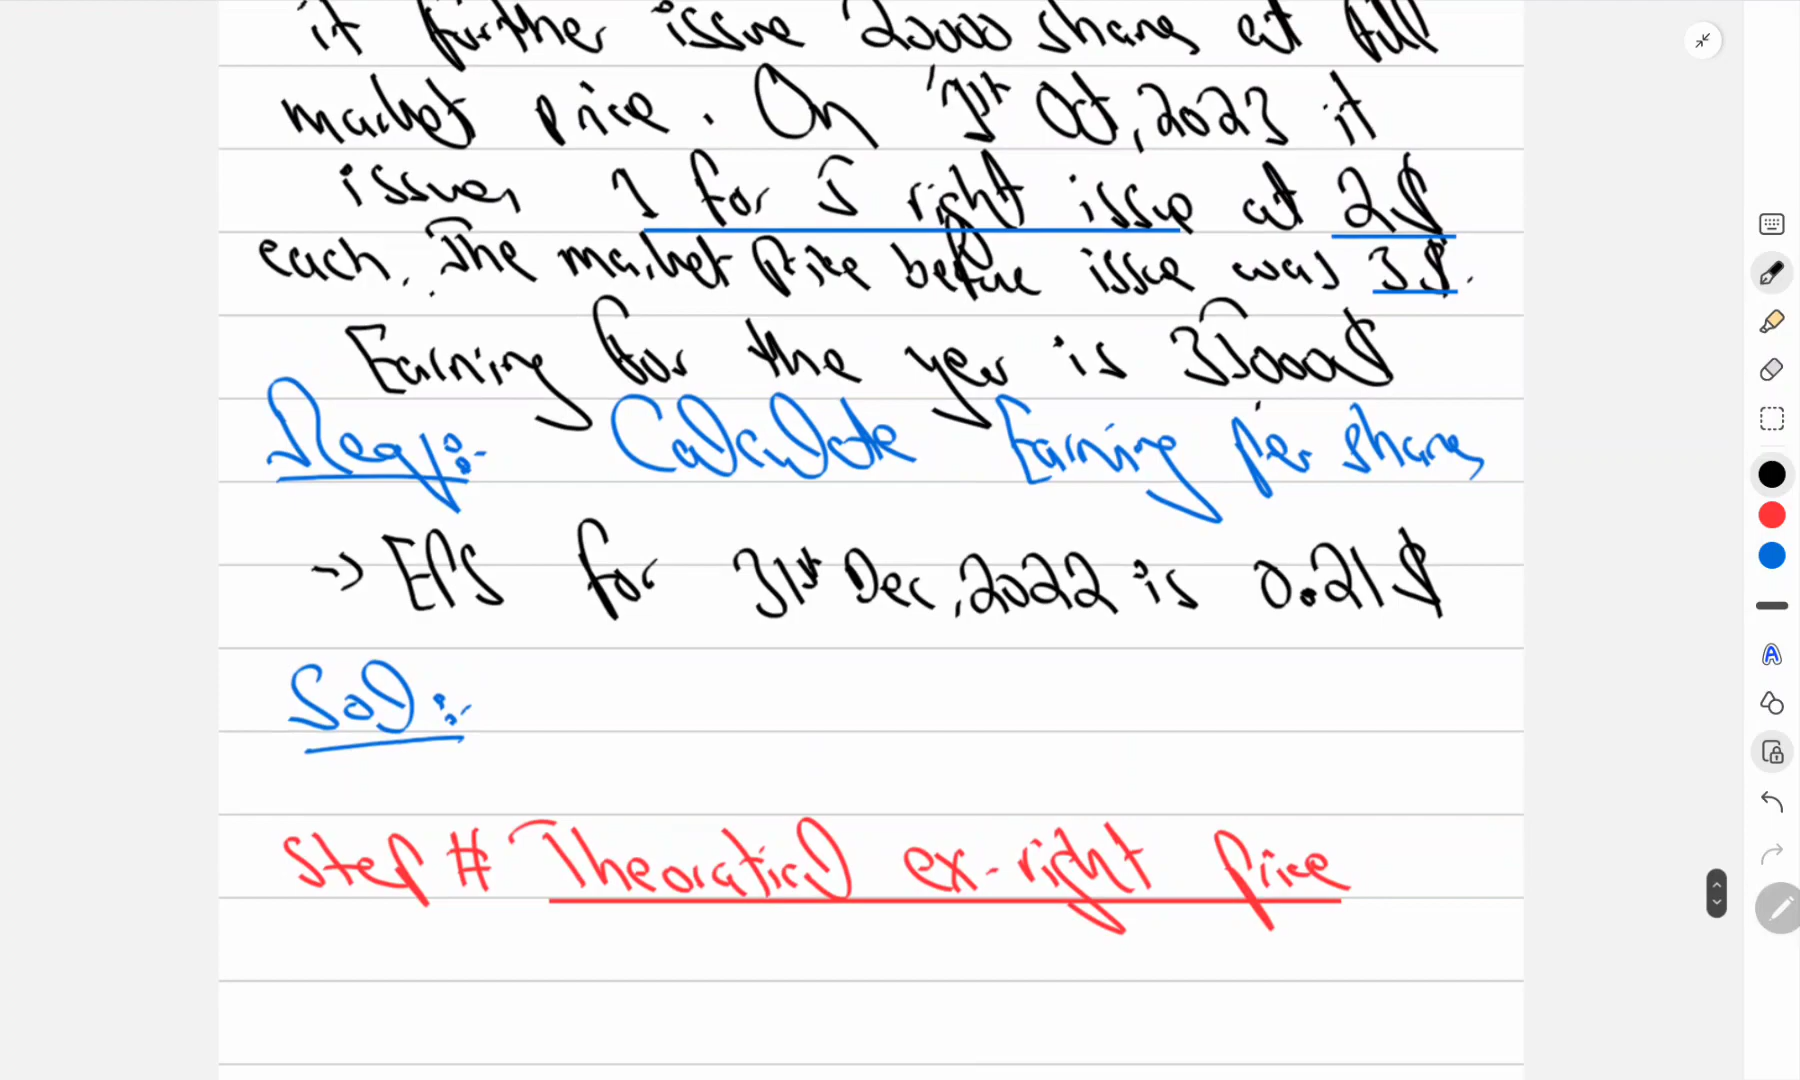 it further issue 20000 shares at full
market price. On 1st Oct, 2023 it
issues 1 for 5 right issue at 2$
each. The market price before issue was 3$.
Earning for the year is 35000$
Req:- Calculate Earning per shares
→ EPS for 31st Dec, 2022 is 0.21$
Sol:-
Step # Theoratical ex-right price